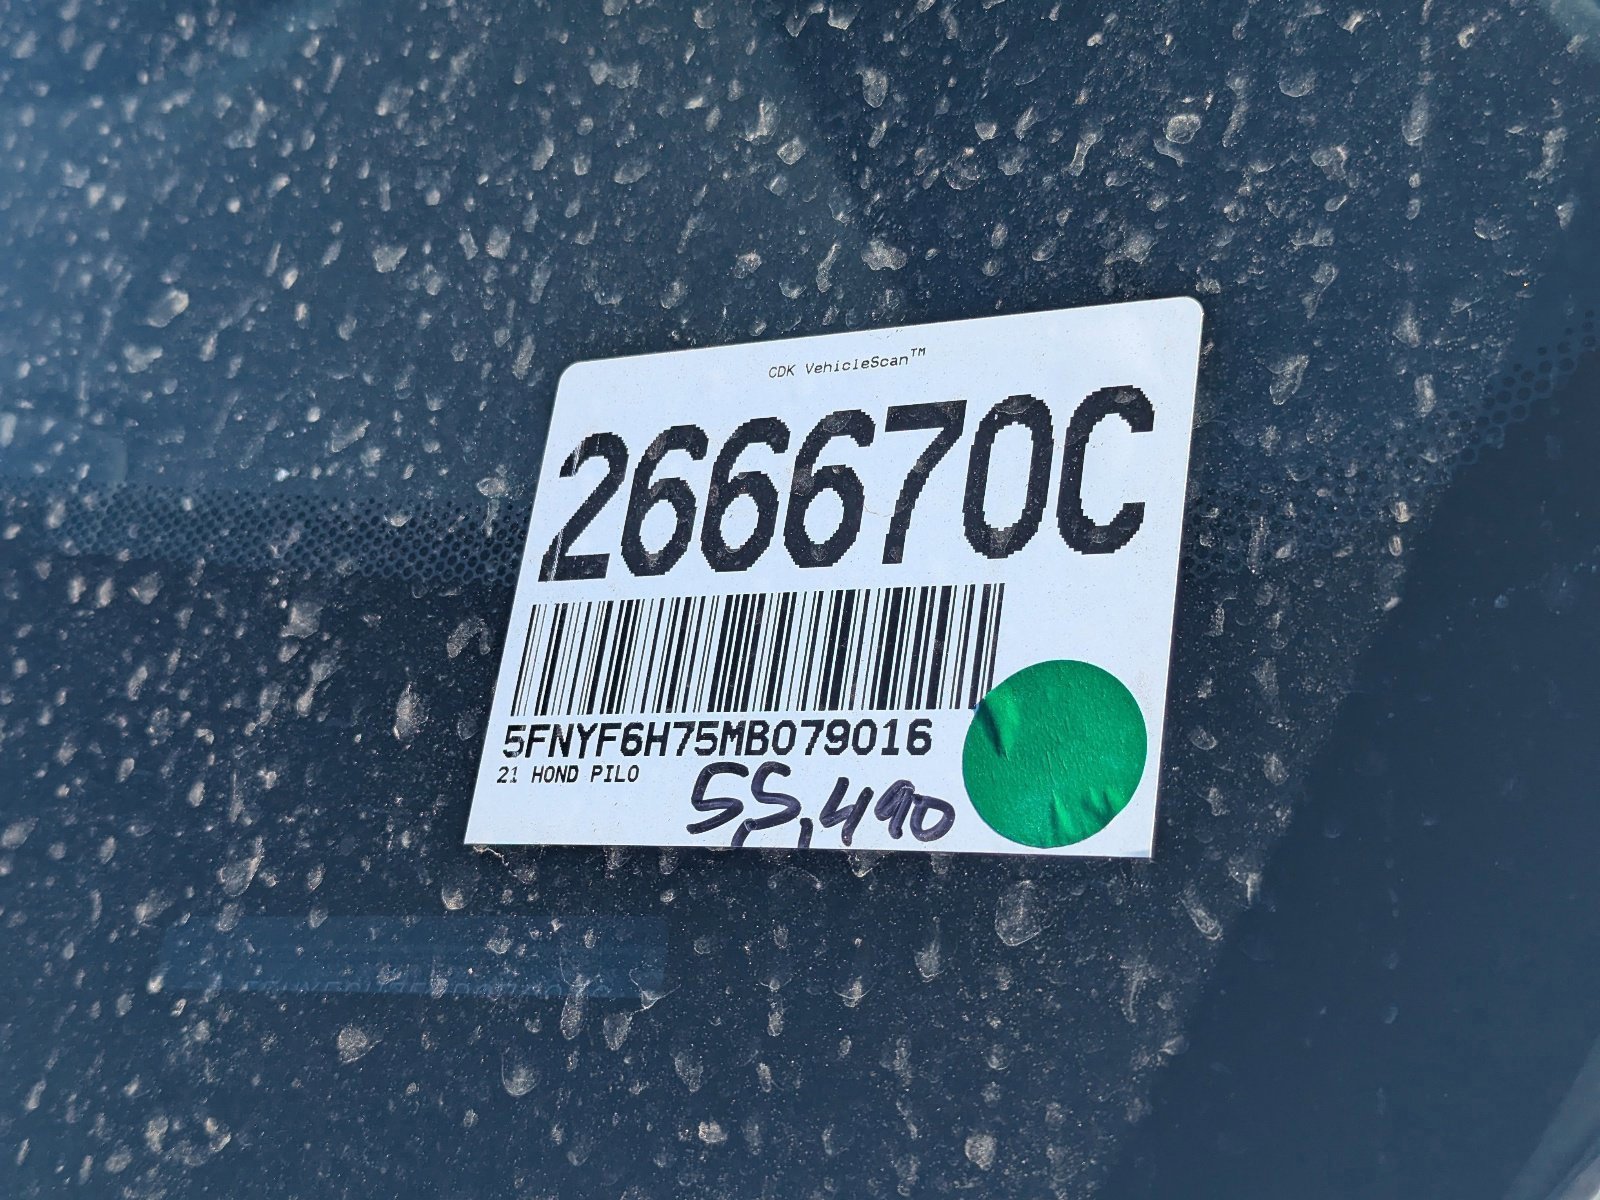 CDK VehicleScan™
266670C
5FNYF6H75MB079016
21 HOND PILO
55,490